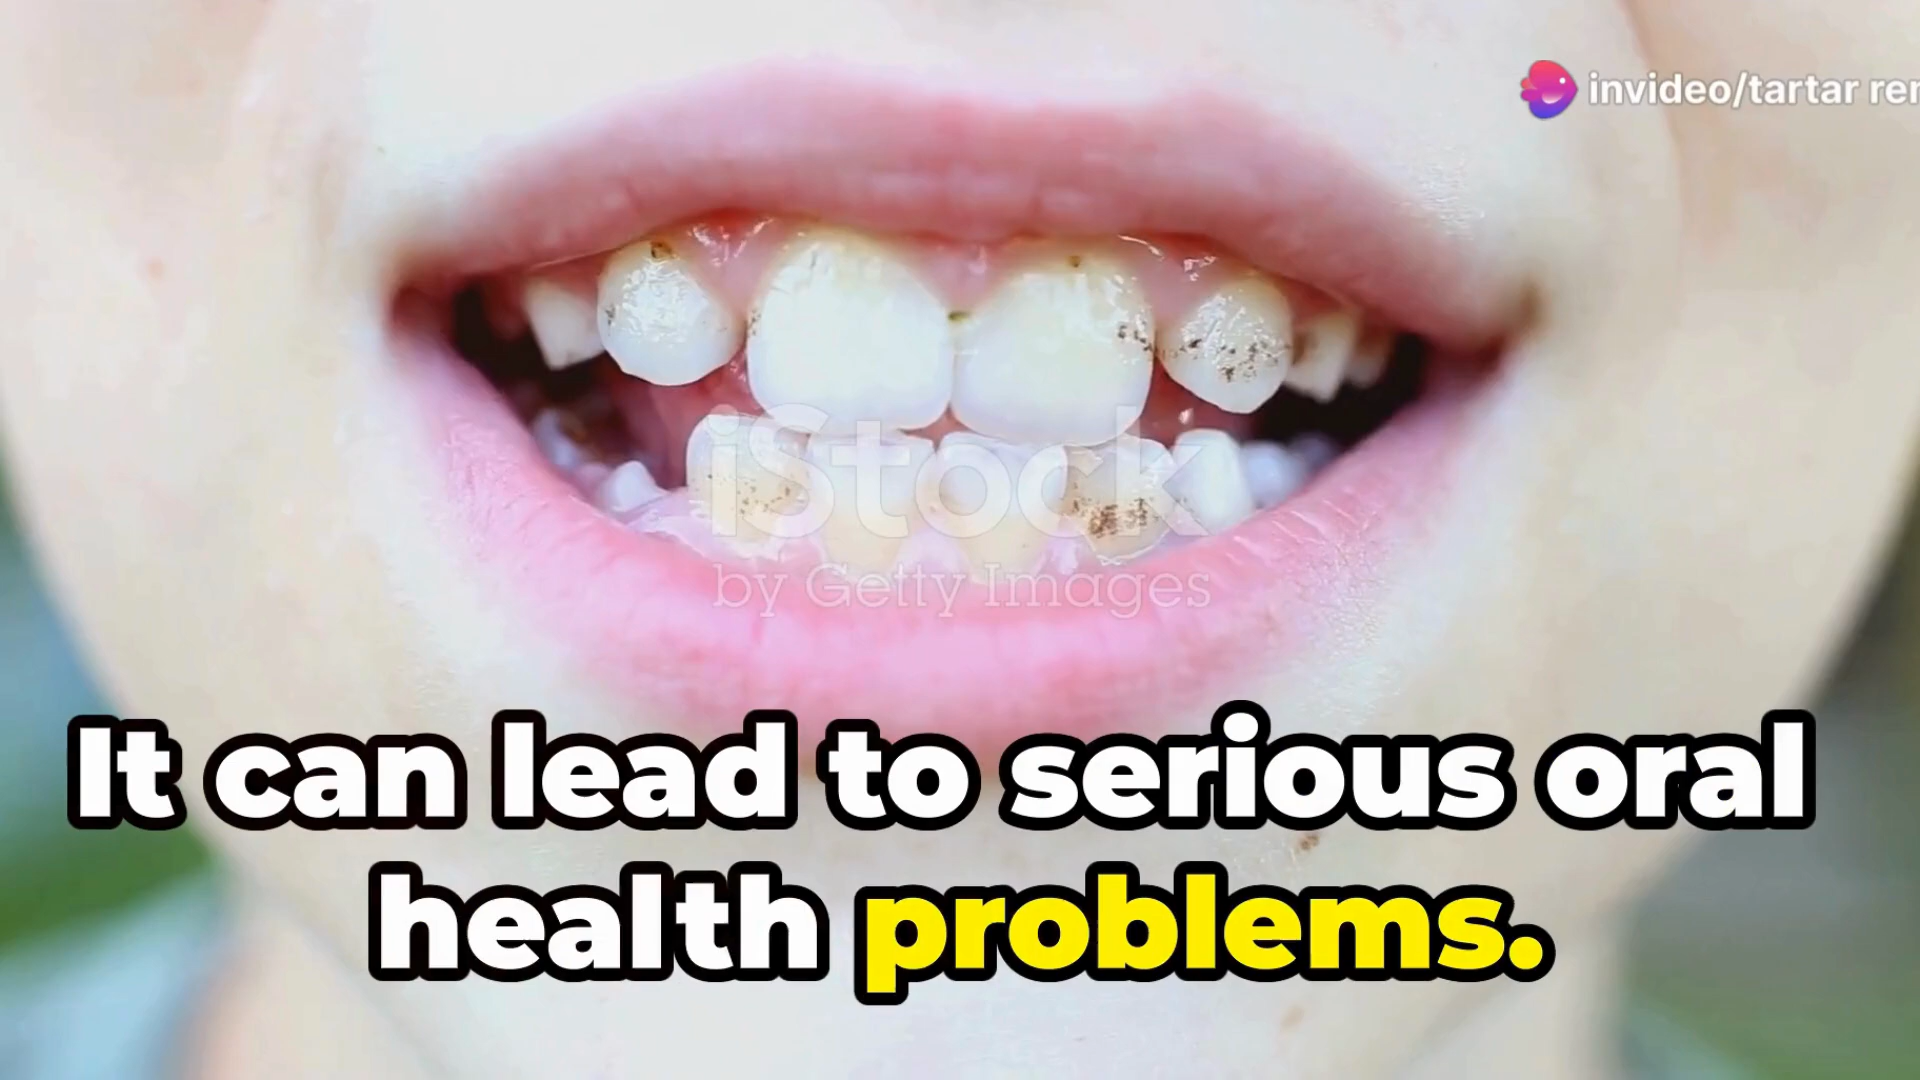 invideo/tartar rer
iStock
by Getty Images
It can lead to serious oral
health problems.